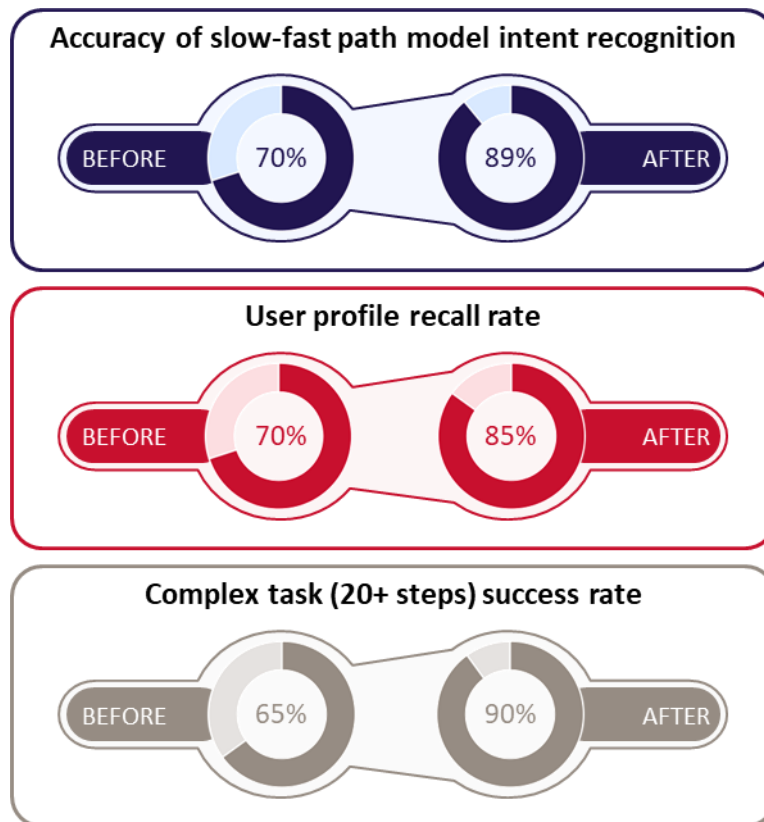 Accuracy of slow-fast path model intent recognition
BEFORE 70% 89% AFTER
User profile recall rate
BEFORE 70% 85% AFTER
Complex task (20+ steps) success rate
BEFORE 65% 90% AFTER